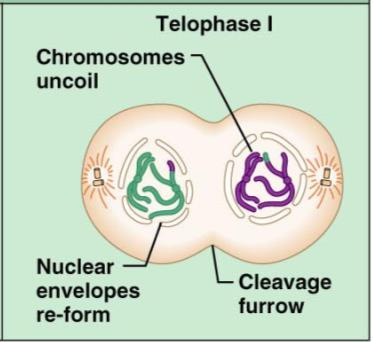 Telophase I
Chromosomes
uncoil
Nuclear
envelopes
re-form
Cleavage
furrow